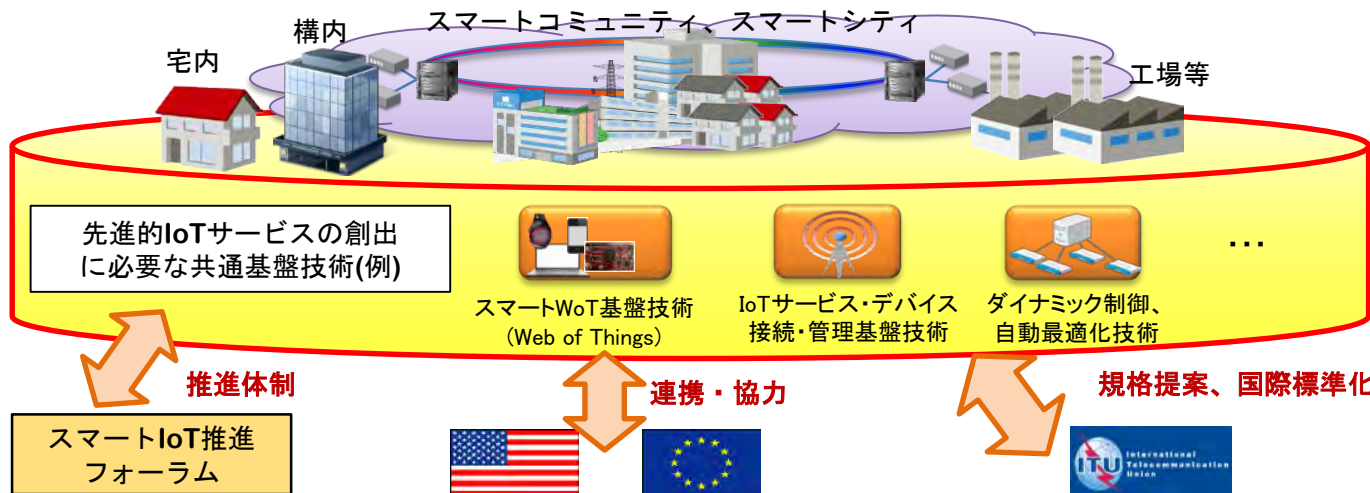 スマートコミュニティ、スマートシティ
構内
宅内
工場等
先進的IoTサービスの創出
に必要な共通基盤技術(例)
スマートWoT基盤技術
(Web of Things)
IoTサービス・デバイス
接続・管理基盤技術
ダイナミック制御、
自動最適化技術
…
推進体制
連携・協力
規格提案、国際標準化
スマートIoT推進
フォーラム
ITU
International
Telecommunication
Union